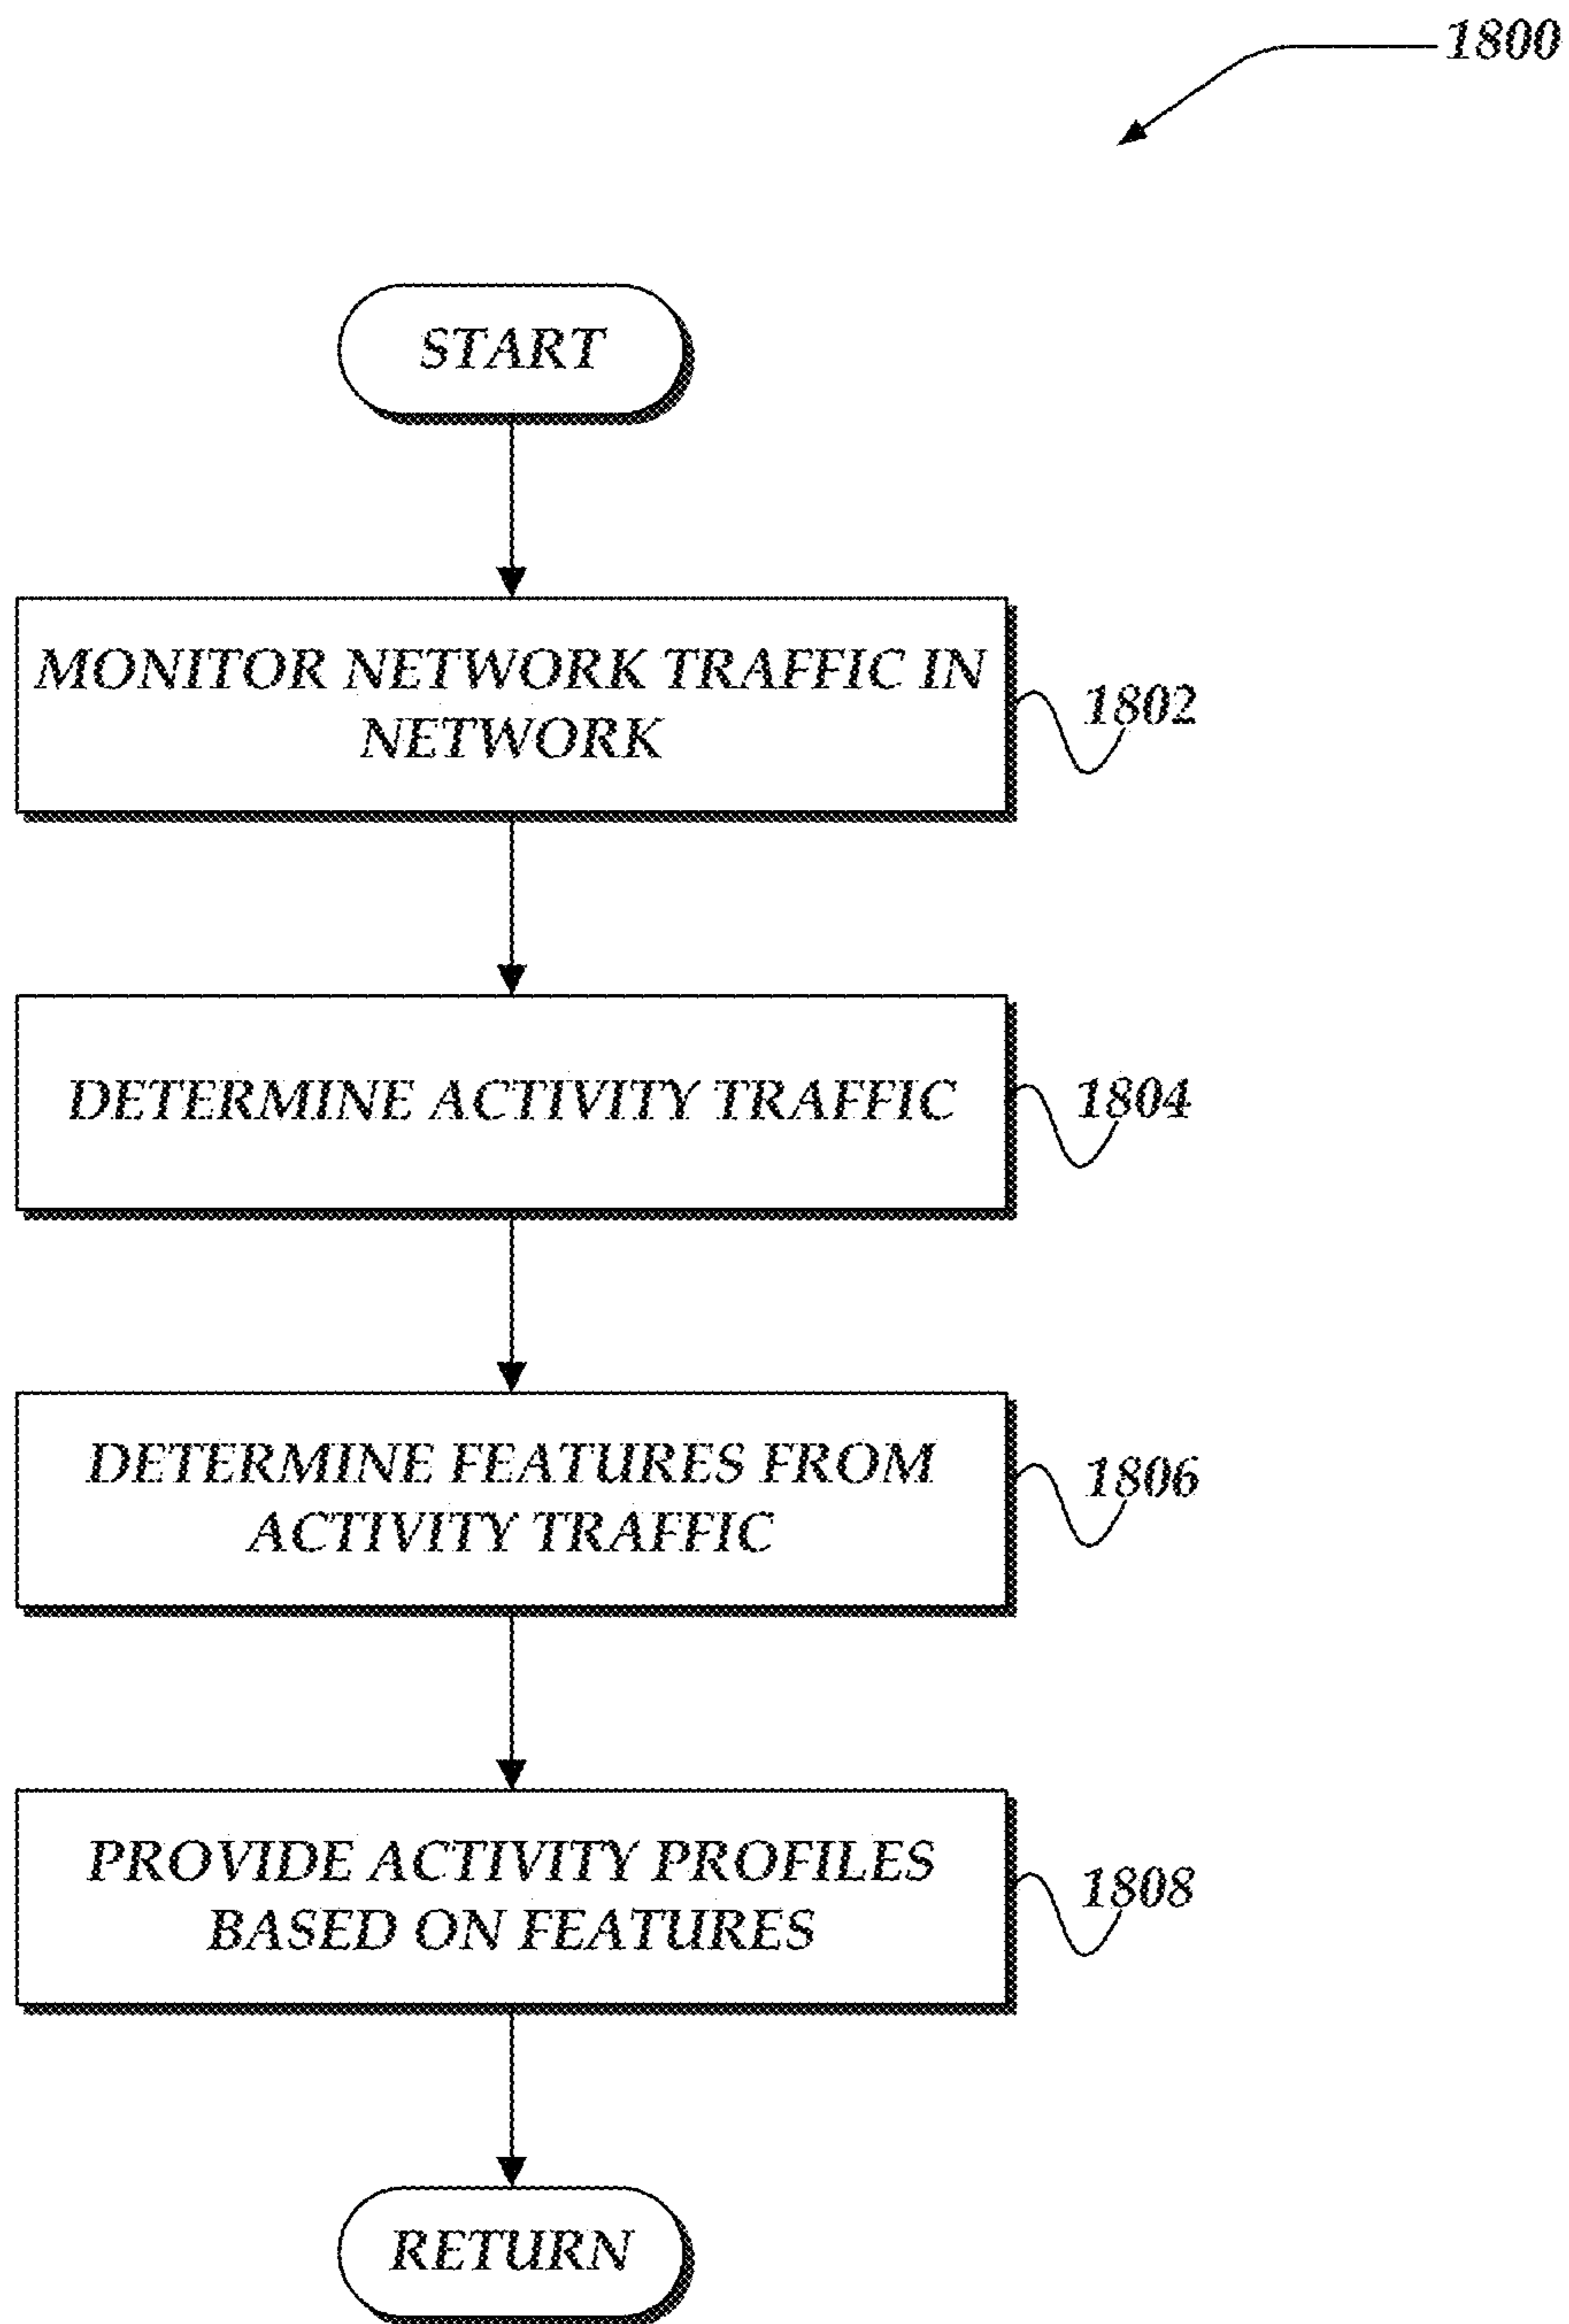 1800
START
MONITOR NETWORK TRAFFIC IN
NETWORK
1802
DETERMINE ACTIVITY TRAFFIC
1804
DETERMINE FEATURES FROM
ACTIVITY TRAFFIC
1806
PROVIDE ACTIVITY PROFILES
BASED ON FEATURES
1808
RETURN